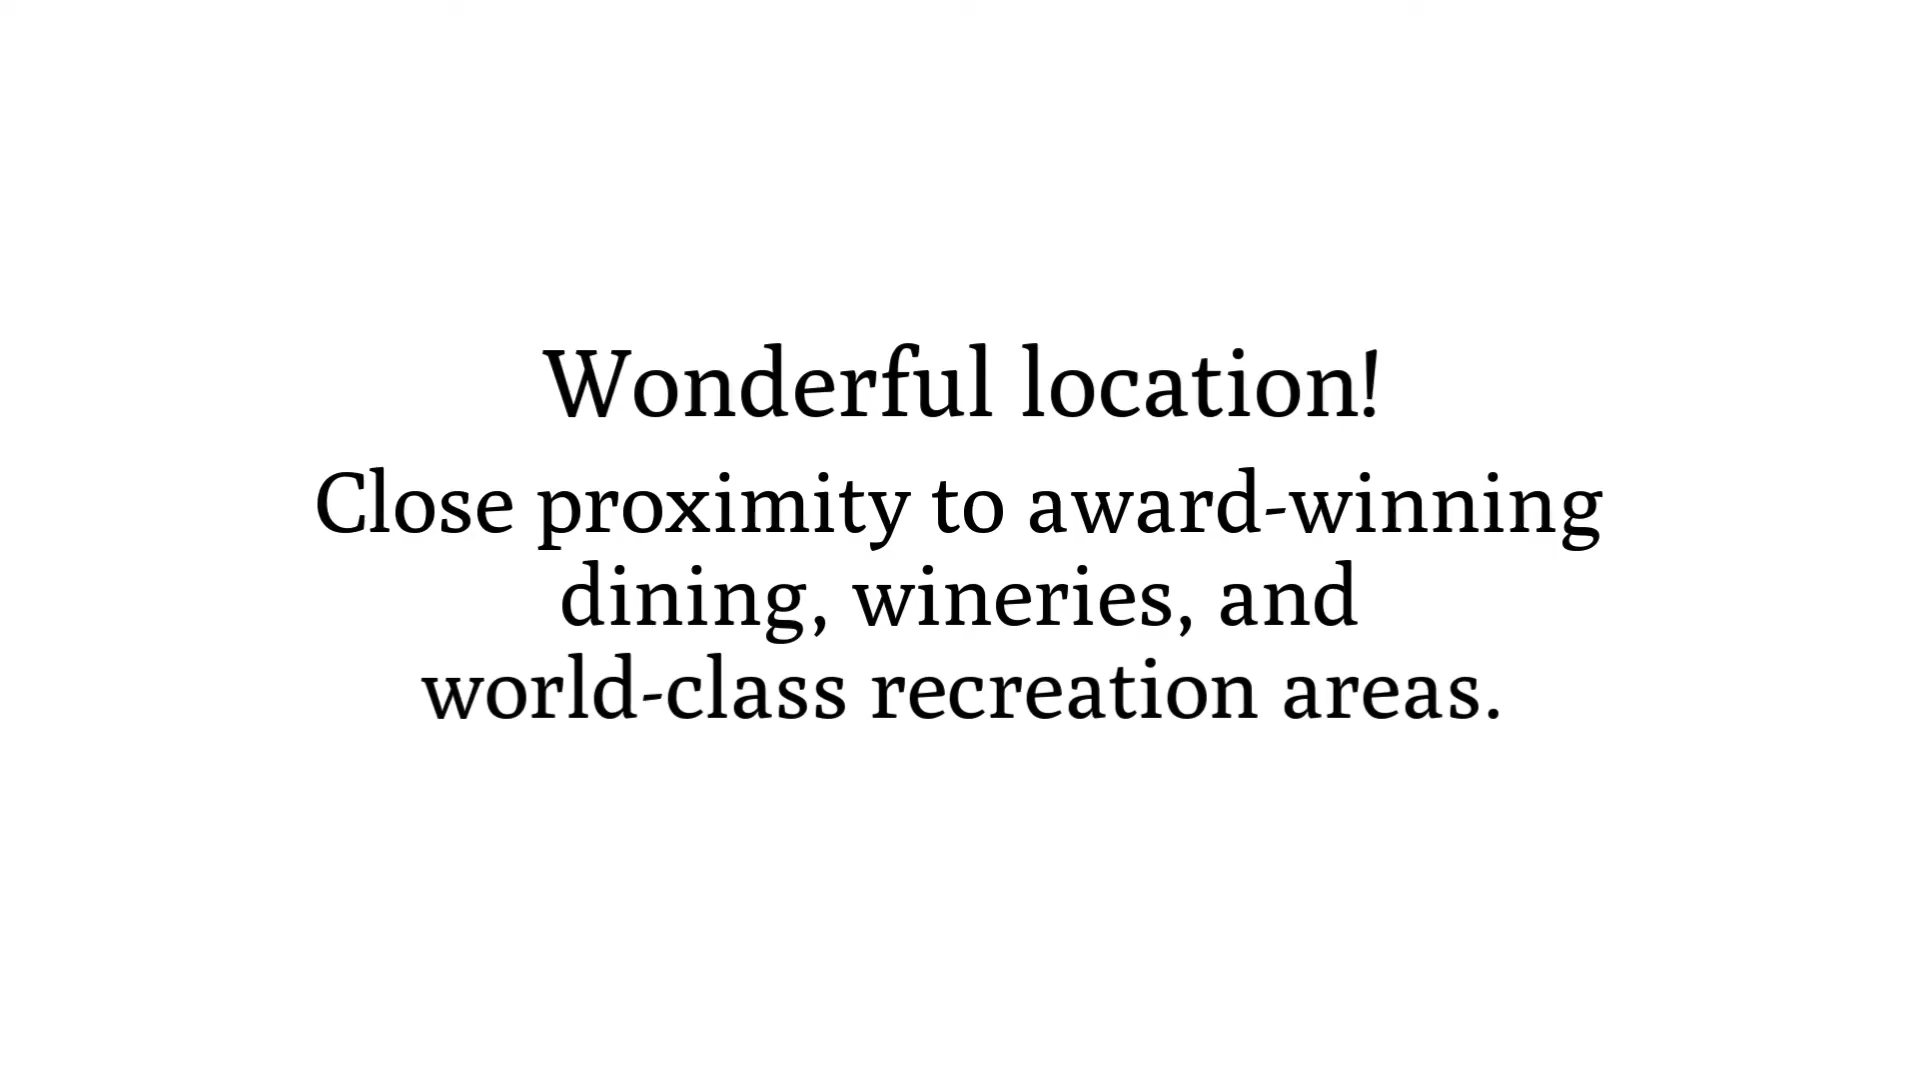 Wonderful location!
Close proximity to award-winning
dining, wineries, and
world-class recreation areas.